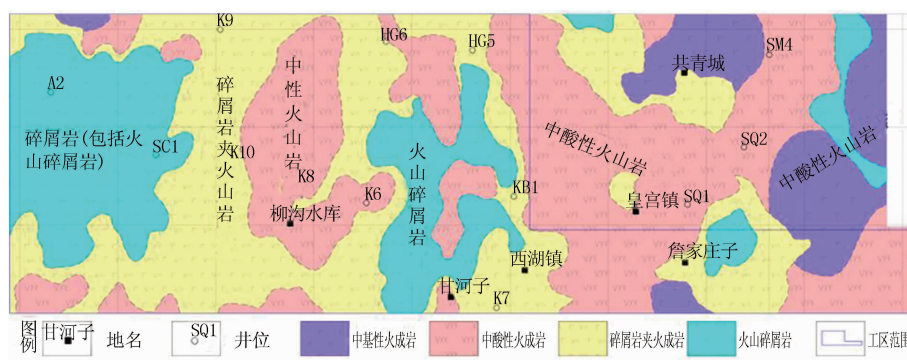 K9
HG6
HG5
SM4
共青城
A2
中性火山岩
碎屑岩夹火山岩
碎屑岩(包括火
山碎屑岩)
SC1
K10
K8
K6
柳沟水库
火山碎屑岩
KB1
中酸性火山岩
SQ2
中酸性火山岩
皇宫镇
SQ1
西湖镇
詹家庄子
甘河子
K7
图例
甘河子
地名
SQ1
井位
中基性火成岩
中酸性火成岩
碎屑岩夹火成岩
火山碎屑岩
工区范围